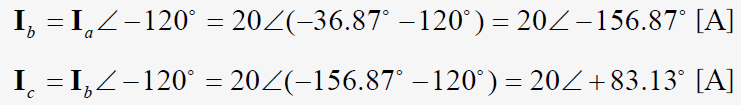 I_b = I_a∠−120° = 20∠(−36.87° −120°) = 20∠−156.87° [A]
I_c = I_b∠−120° = 20∠(−156.87° −120°) = 20∠+83.13° [A]